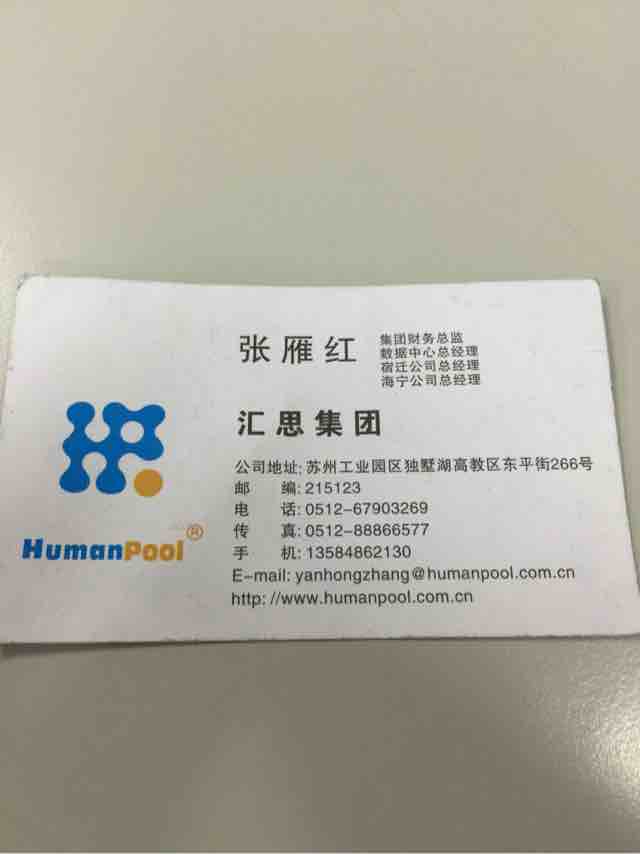 张雁红
集团财务总监
数据中心总经理
宿迁公司总经理
海宁公司总经理
汇思集团
公司地址: 苏州工业园区独墅湖高教区东平街266号
邮 编: 215123
电 话: 0512-67903269
传 真: 0512-88866577
手 机: 13584862130
E-mail: yanhongzhang@humanpool.com.cn
http: //www.humanpool.com.cn
HumanPool®